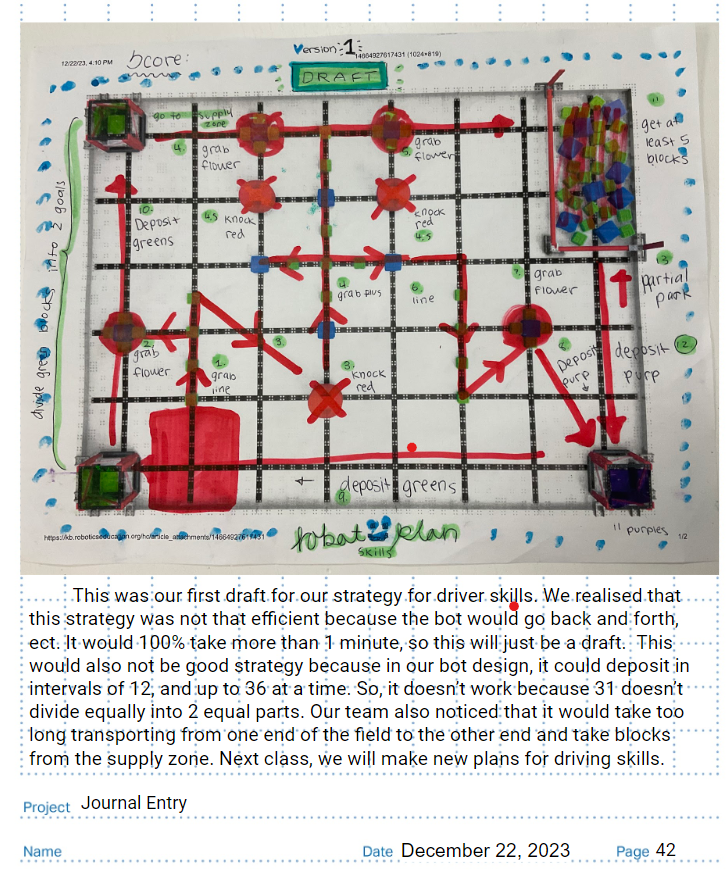 Version: 1
12/22/23, 4:10 PM
Score:
14664927617431 (1024×819)
DRAFT
go to supply zone
4.
grab flower
5.
grab flower
11
get at least 5 blocks
10.
Deposit greens
4.5
knock red
knock red
4.5
divide green blocks into 2 goals
4.
grab plus
6.
line
7.
grab flower
13
partial park
2.
grab flower
1.
grab line
3.
3.
knock red
8.
Deposit purp
deposit purp
12
← deposit greens
9.
https://kb.roboticseducation.org/hc/article_attachments/14664927617431
robot plan
skills
11 purples
1/2
This was our first draft for our strategy for driver skills. We realised that
this strategy was not that efficient because the bot would go back and forth,
ect. It would 100% take more than 1 minute, so this will just be a draft. This
would also not be good strategy because in our bot design, it could deposit in
intervals of 12, and up to 36 at a time. So, it doesn't work because 31 doesn't
divide equally into 2 equal parts. Our team also noticed that it would take too
long transporting from one end of the field to the other end and take blocks
from the supply zone. Next class, we will make new plans for driving skills.
Project Journal Entry
Name Date December 22, 2023 Page 42